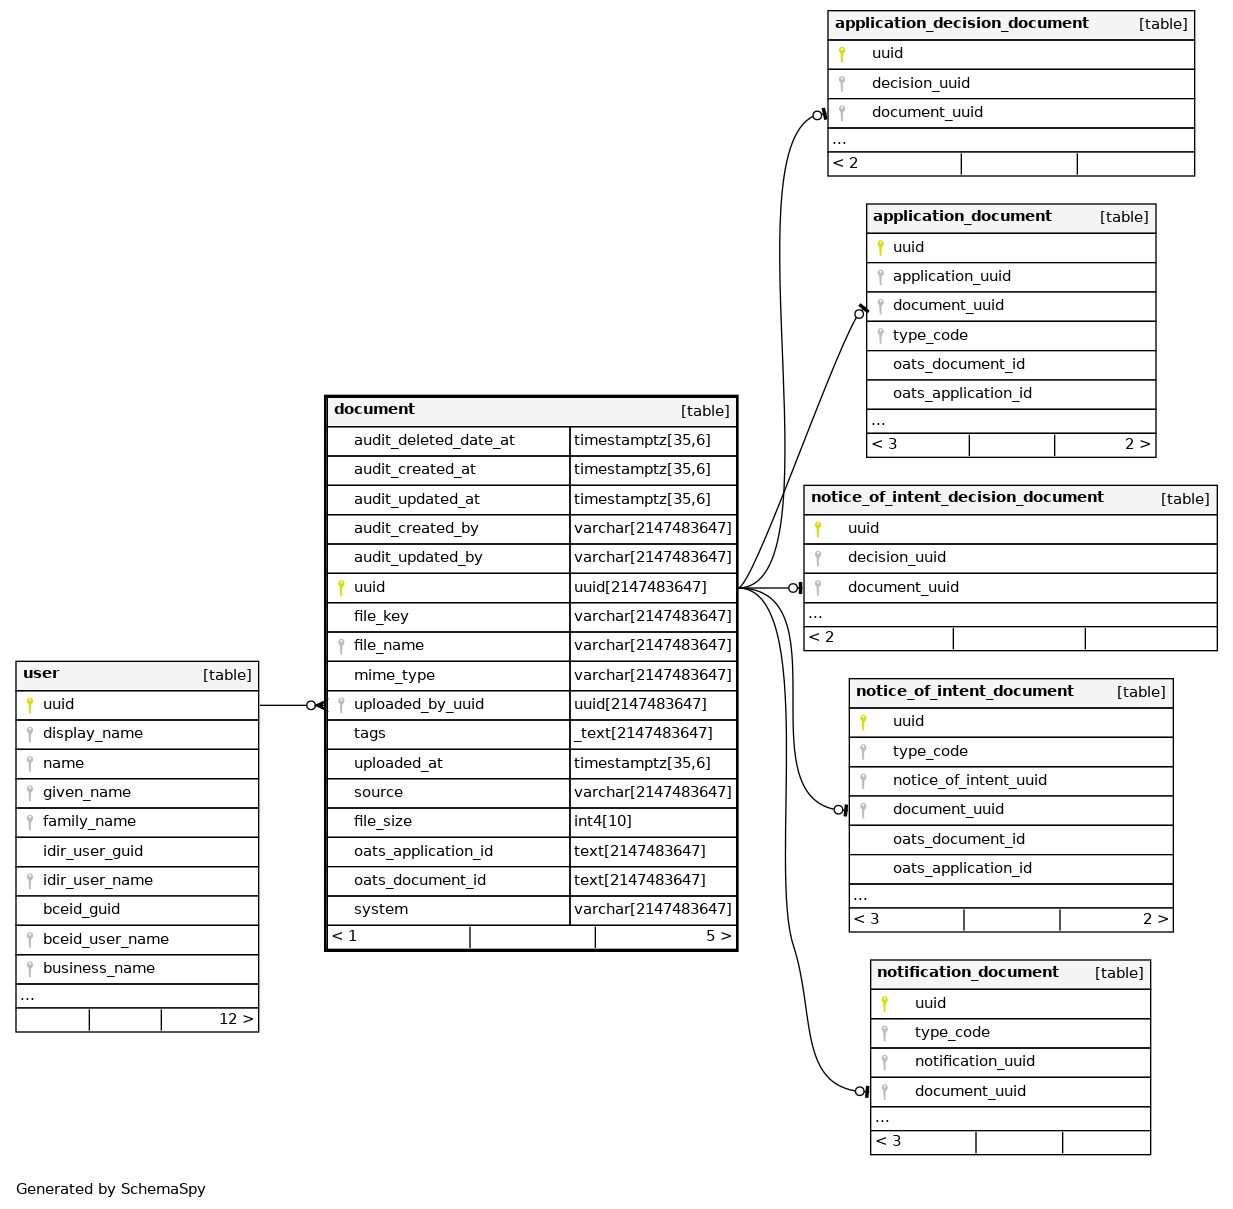 application_decision_document [table]
uuid
decision_uuid
document_uuid
...
< 2
application_document [table]
uuid
application_uuid
document_uuid
type_code
oats_document_id
oats_application_id
...
< 3 2 >
document [table]
audit_deleted_date_at timestamptz[35,6]
audit_created_at timestamptz[35,6]
audit_updated_at timestamptz[35,6]
audit_created_by varchar[2147483647]
audit_updated_by varchar[2147483647]
uuid uuid[2147483647]
file_key varchar[2147483647]
file_name varchar[2147483647]
mime_type varchar[2147483647]
uploaded_by_uuid uuid[2147483647]
tags _text[2147483647]
uploaded_at timestamptz[35,6]
source varchar[2147483647]
file_size int4[10]
oats_application_id text[2147483647]
oats_document_id text[2147483647]
system varchar[2147483647]
< 1 5 >
notice_of_intent_decision_document [table]
uuid
decision_uuid
document_uuid
...
< 2
user [table]
uuid
display_name
name
given_name
family_name
idir_user_guid
idir_user_name
bceid_guid
bceid_user_name
business_name
...
12 >
notice_of_intent_document [table]
uuid
type_code
notice_of_intent_uuid
document_uuid
oats_document_id
oats_application_id
...
< 3 2 >
notification_document [table]
uuid
type_code
notification_uuid
document_uuid
...
< 3
Generated by SchemaSpy